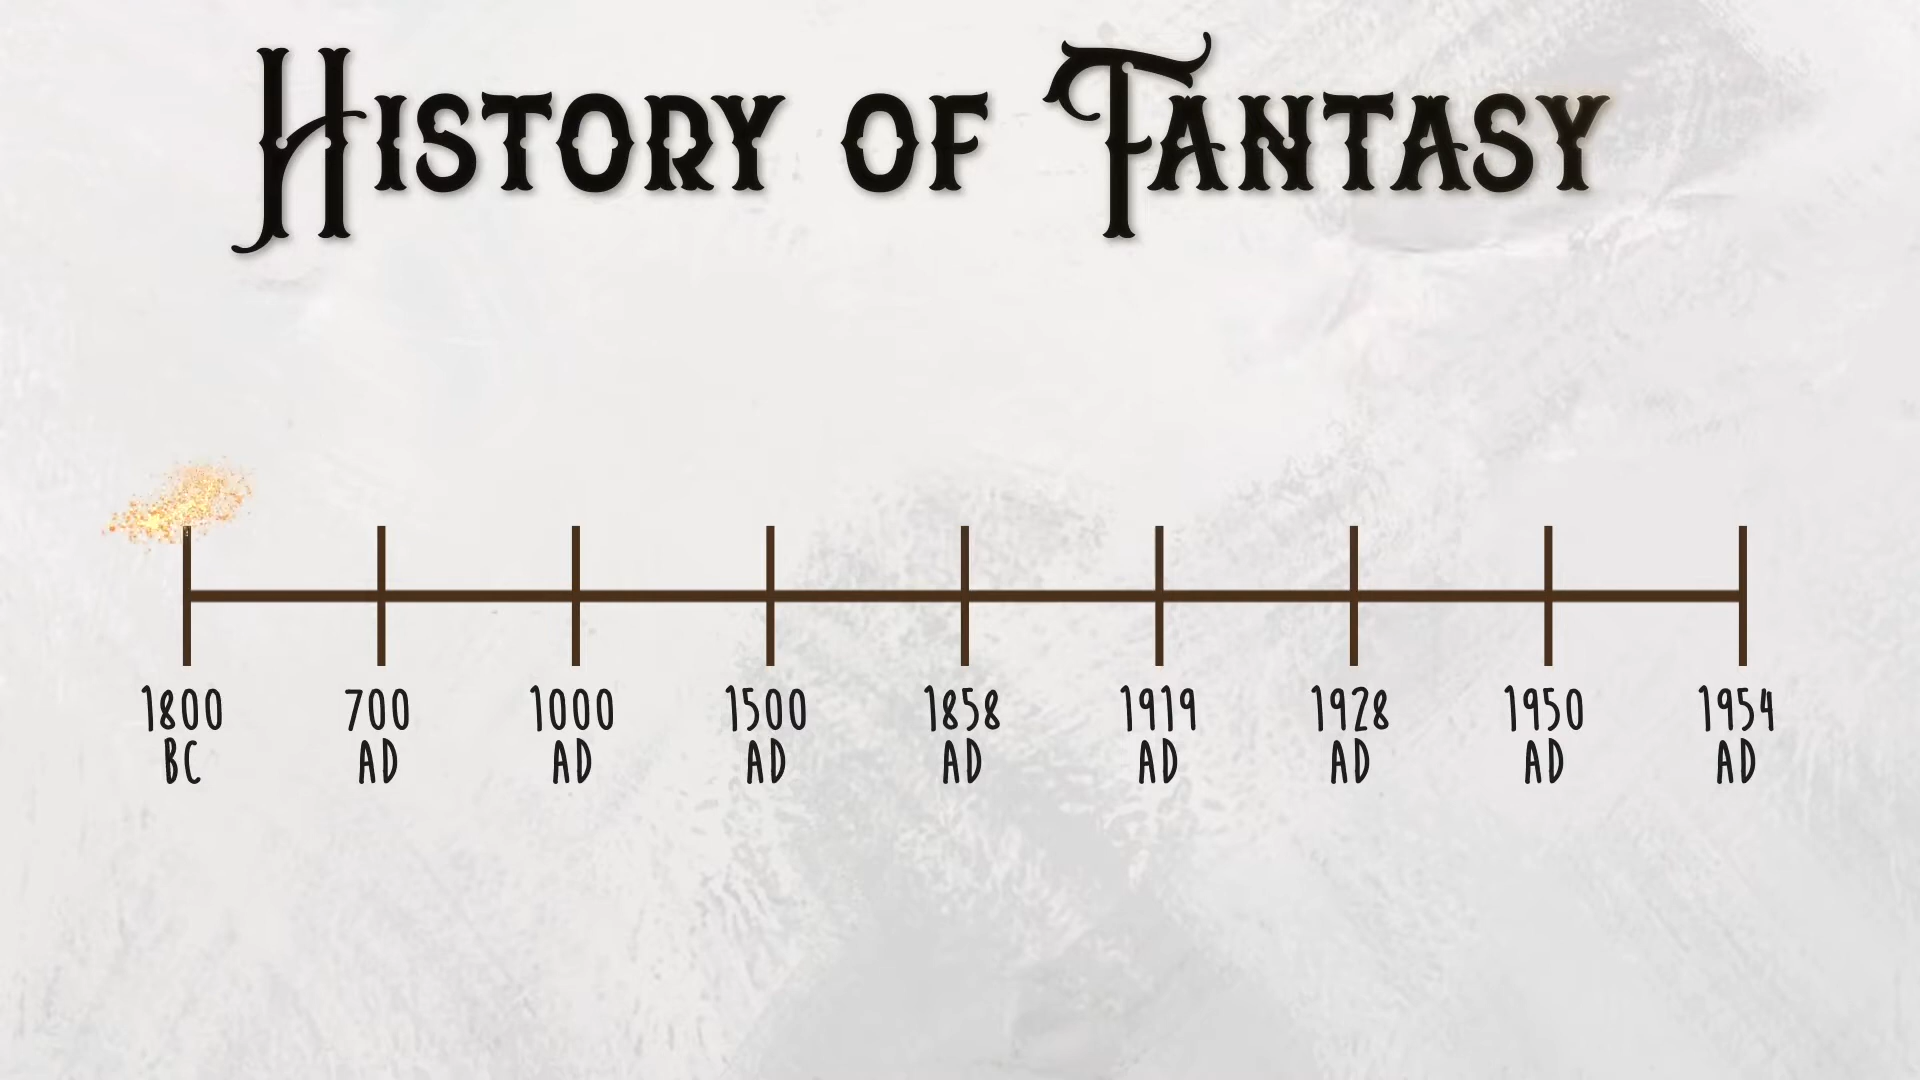 History of Fantasy
1800 BC
700 AD
1000 AD
1500 AD
1858 AD
1919 AD
1928 AD
1950 AD
1954 AD